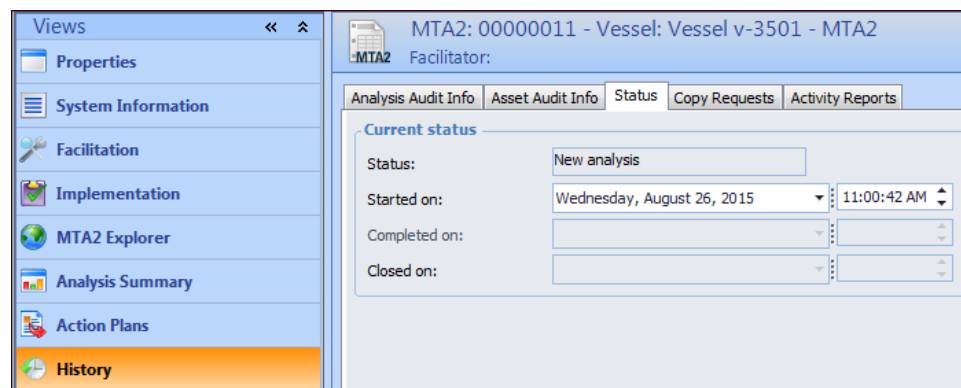 Views
Properties
System Information
Facilitation
Implementation
MTA2 Explorer
Analysis Summary
Action Plans
History
MTA2
MTA2: 00000011 - Vessel: Vessel v-3501 - MTA2
Facilitator:
Analysis Audit Info Asset Audit Info Status Copy Requests Activity Reports
Current status
Status: New analysis
Started on: Wednesday, August 26, 2015 11:00:42 AM
Completed on:
Closed on: